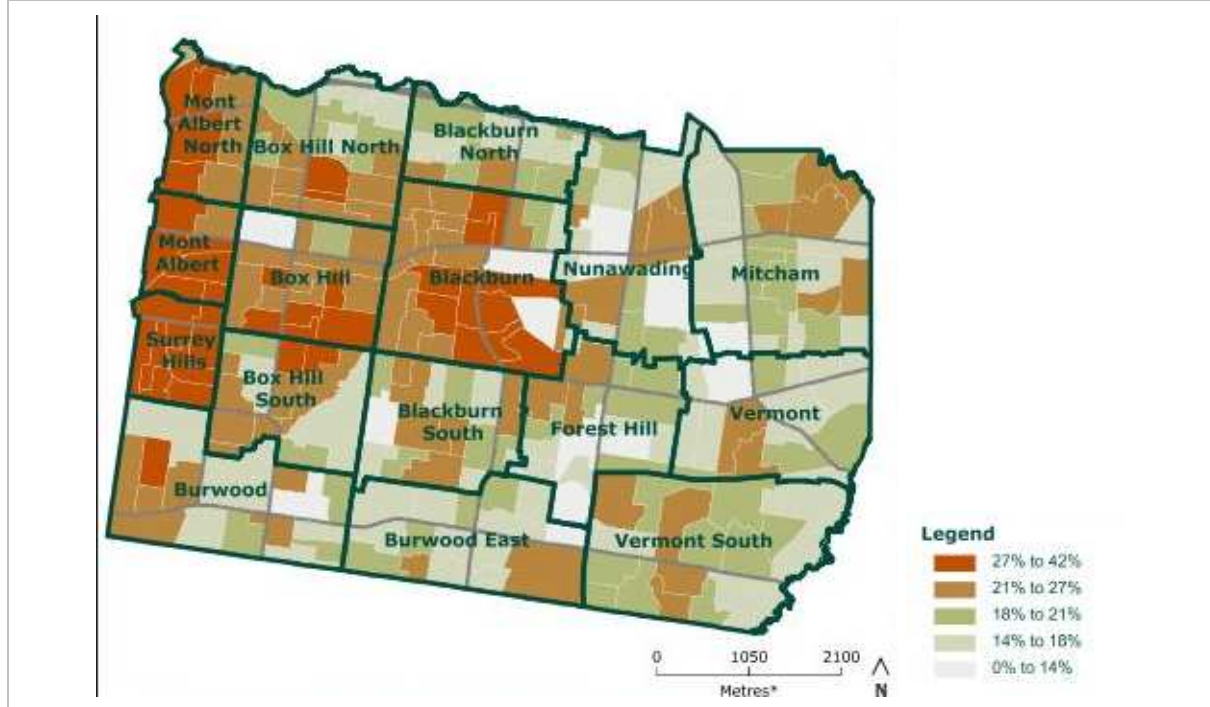 Mont
Albert
North
Box Hill North
Blackburn
North
Mont
Albert
Box Hill
Blackburn
Nunawading
Mitcham
Surrey
Hills
Box Hill
South
Blackburn
South
Forest Hill
Vermont
Burwood
Burwood East
Vermont South
Legend
27% to 42%
21% to 27%
18% to 21%
14% to 18%
0% to 14%
0 1050 2100
Metres*
N